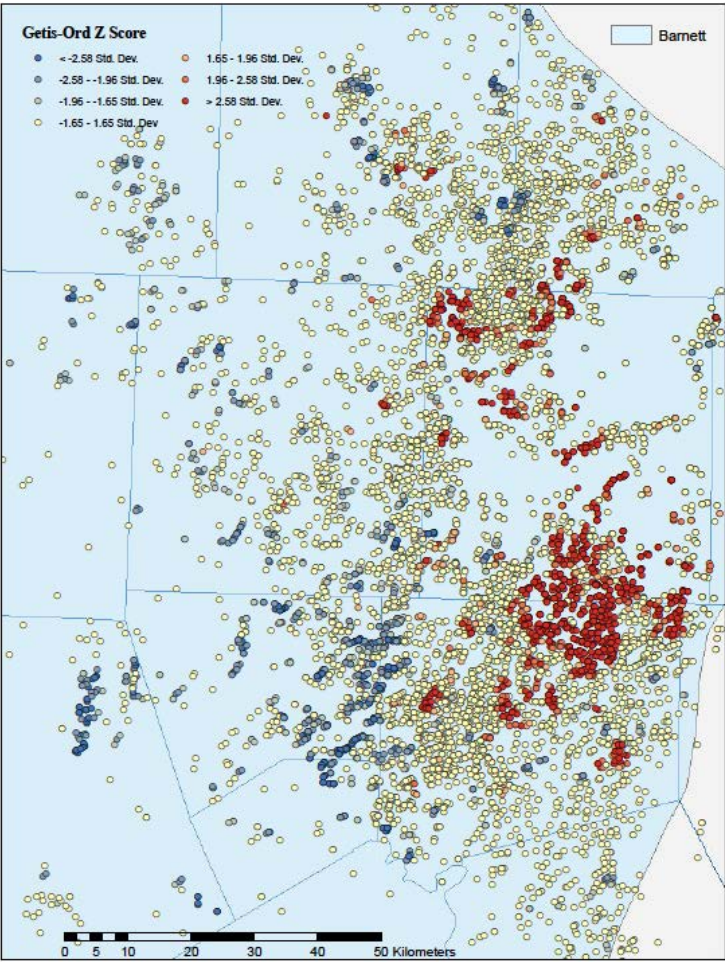 Getis-Ord Z Score
< -2.58 Std. Dev.
-2.58 - -1.96 Std. Dev.
-1.96 - -1.65 Std. Dev.
-1.65 - 1.65 Std. Dev
1.65 - 1.96 Std. Dev.
1.96 - 2.58 Std. Dev.
> 2.58 Std. Dev.
Barnett
0 5 10 20 30 40 50 Kilometers